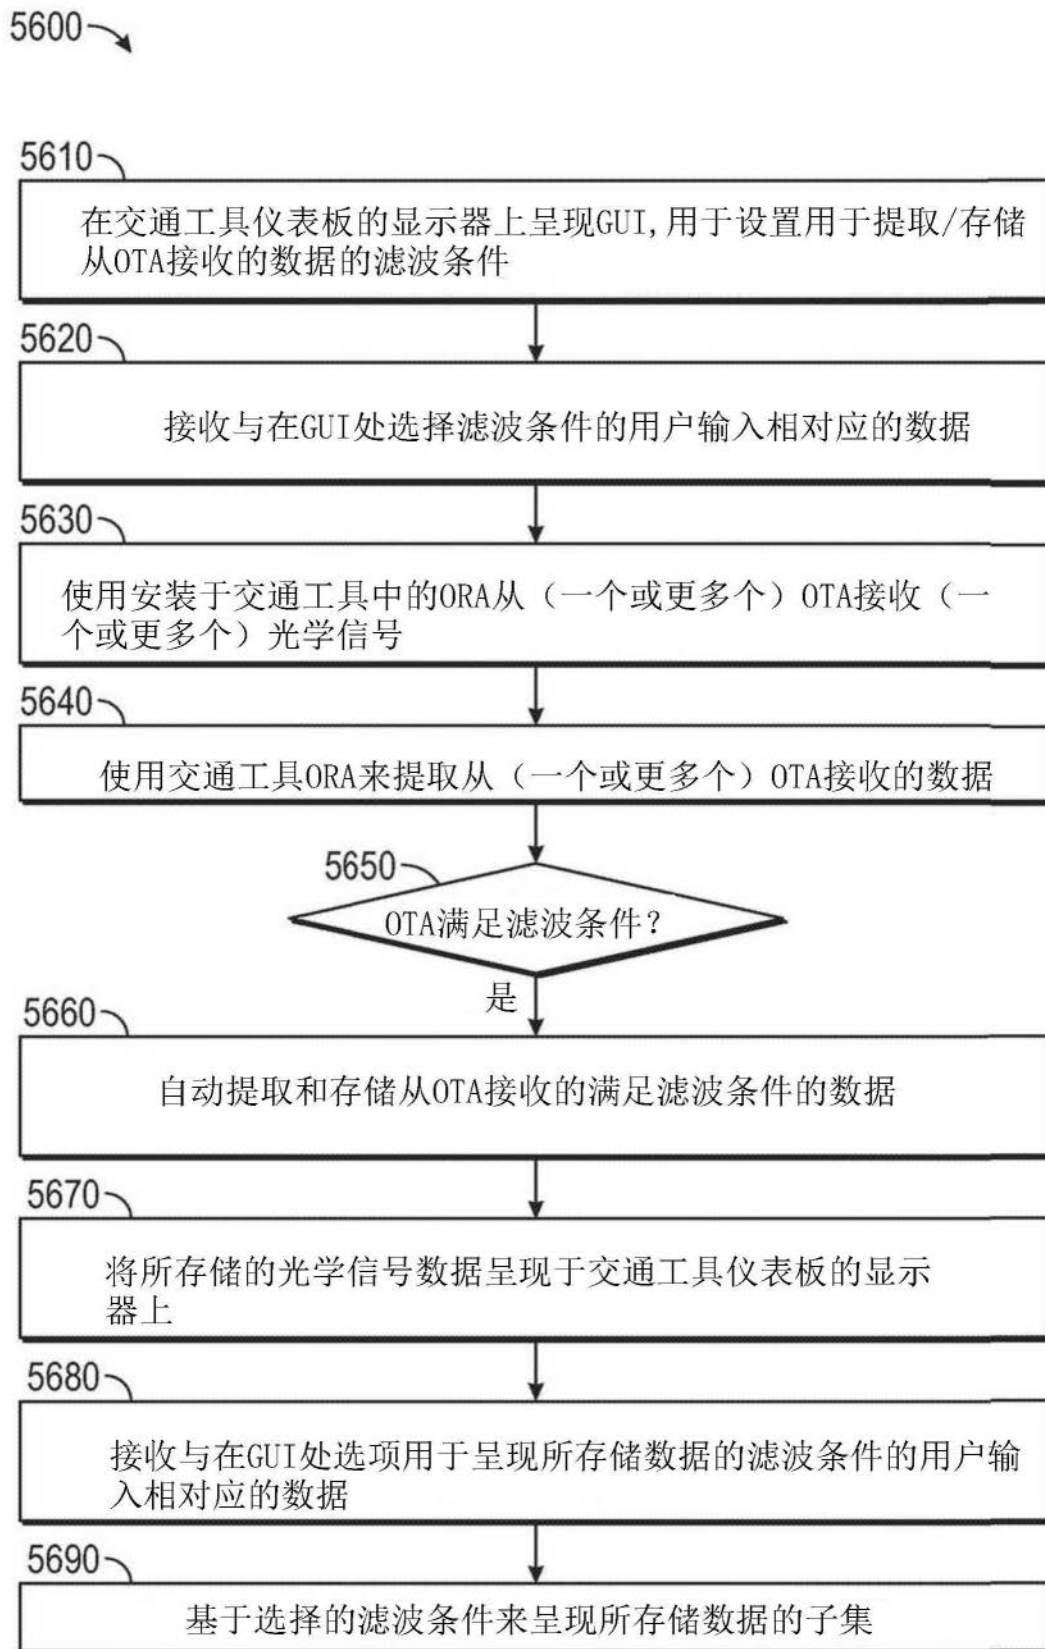 5600
5610
在交通工具仪表板的显示器上呈现GUI,用于设置用于提取/存储
从OTA接收的数据的滤波条件
5620
接收与在GUI处选择滤波条件的用户输入相对应的数据
5630
使用安装于交通工具中的ORA从（一个或更多个）OTA接收（一
个或更多个）光学信号
5640
使用交通工具ORA来提取从（一个或更多个）OTA接收的数据
5650
OTA满足滤波条件?
是
5660
自动提取和存储从OTA接收的满足滤波条件的数据
5670
将所存储的光学信号数据呈现于交通工具仪表板的显示
器上
5680
接收与在GUI处选项用于呈现所存储数据的滤波条件的用户输
入相对应的数据
5690
基于选择的滤波条件来呈现所存储数据的子集